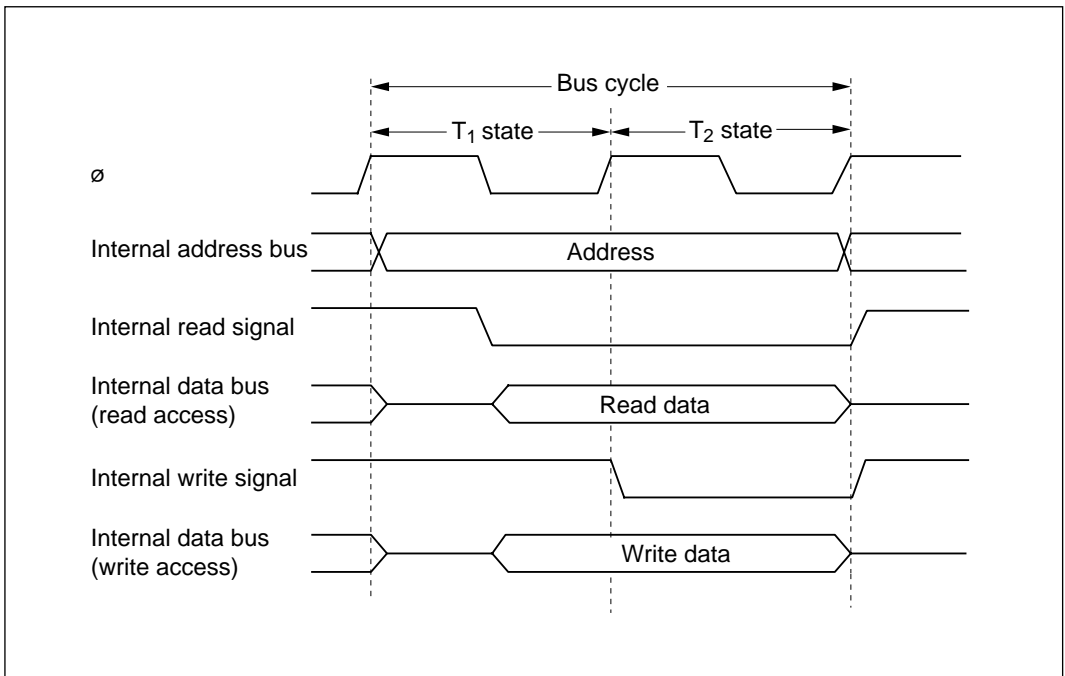 Bus cycle
T₁ state
T₂ state
ø
Internal address bus
Address
Internal read signal
Internal data bus
(read access)
Read data
Internal write signal
Internal data bus
(write access)
Write data